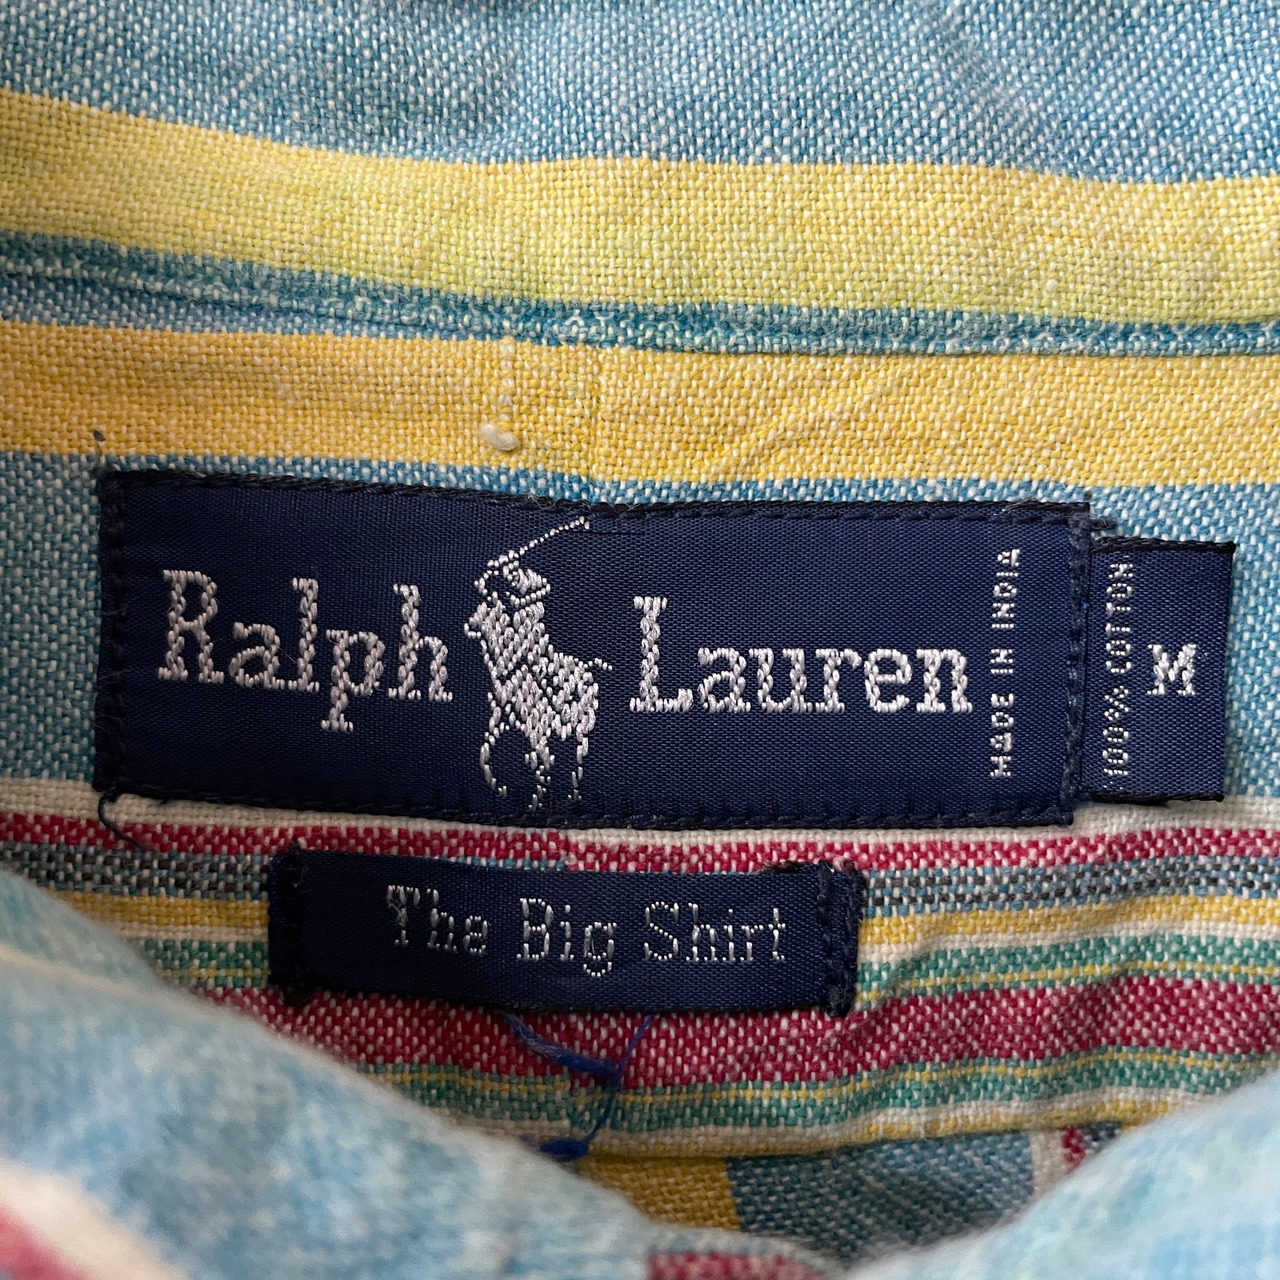 Ralph Lauren
MADE IN INDIA
100% COTTON
M
The Big Shirt